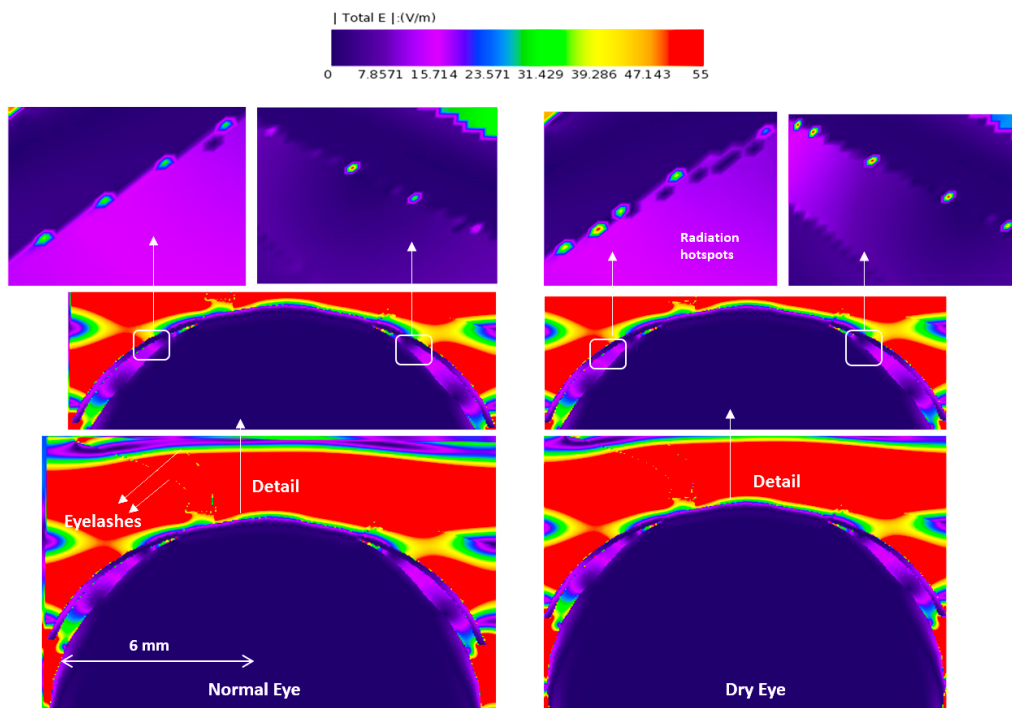 | Total E |:(V/m)
0 7.8571 15.714 23.571 31.429 39.286 47.143 55
Radiation
hotspots
Detail
Eyelashes
6 mm
Normal Eye
Detail
Dry Eye